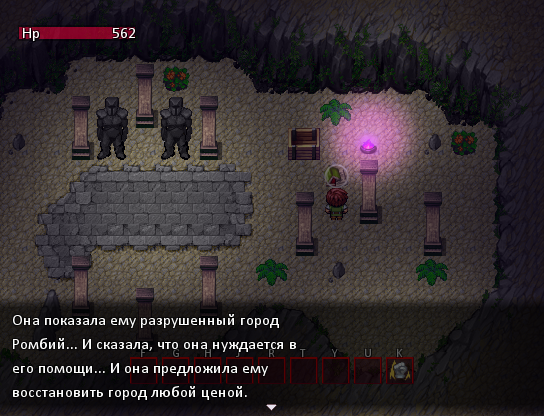 Hp 562
Она показала ему разрушенный город
Ромбий... И сказала, что она нуждается в
его помощи... И она предложила ему
восстановить город любой ценой.
F G H J R T Y U K